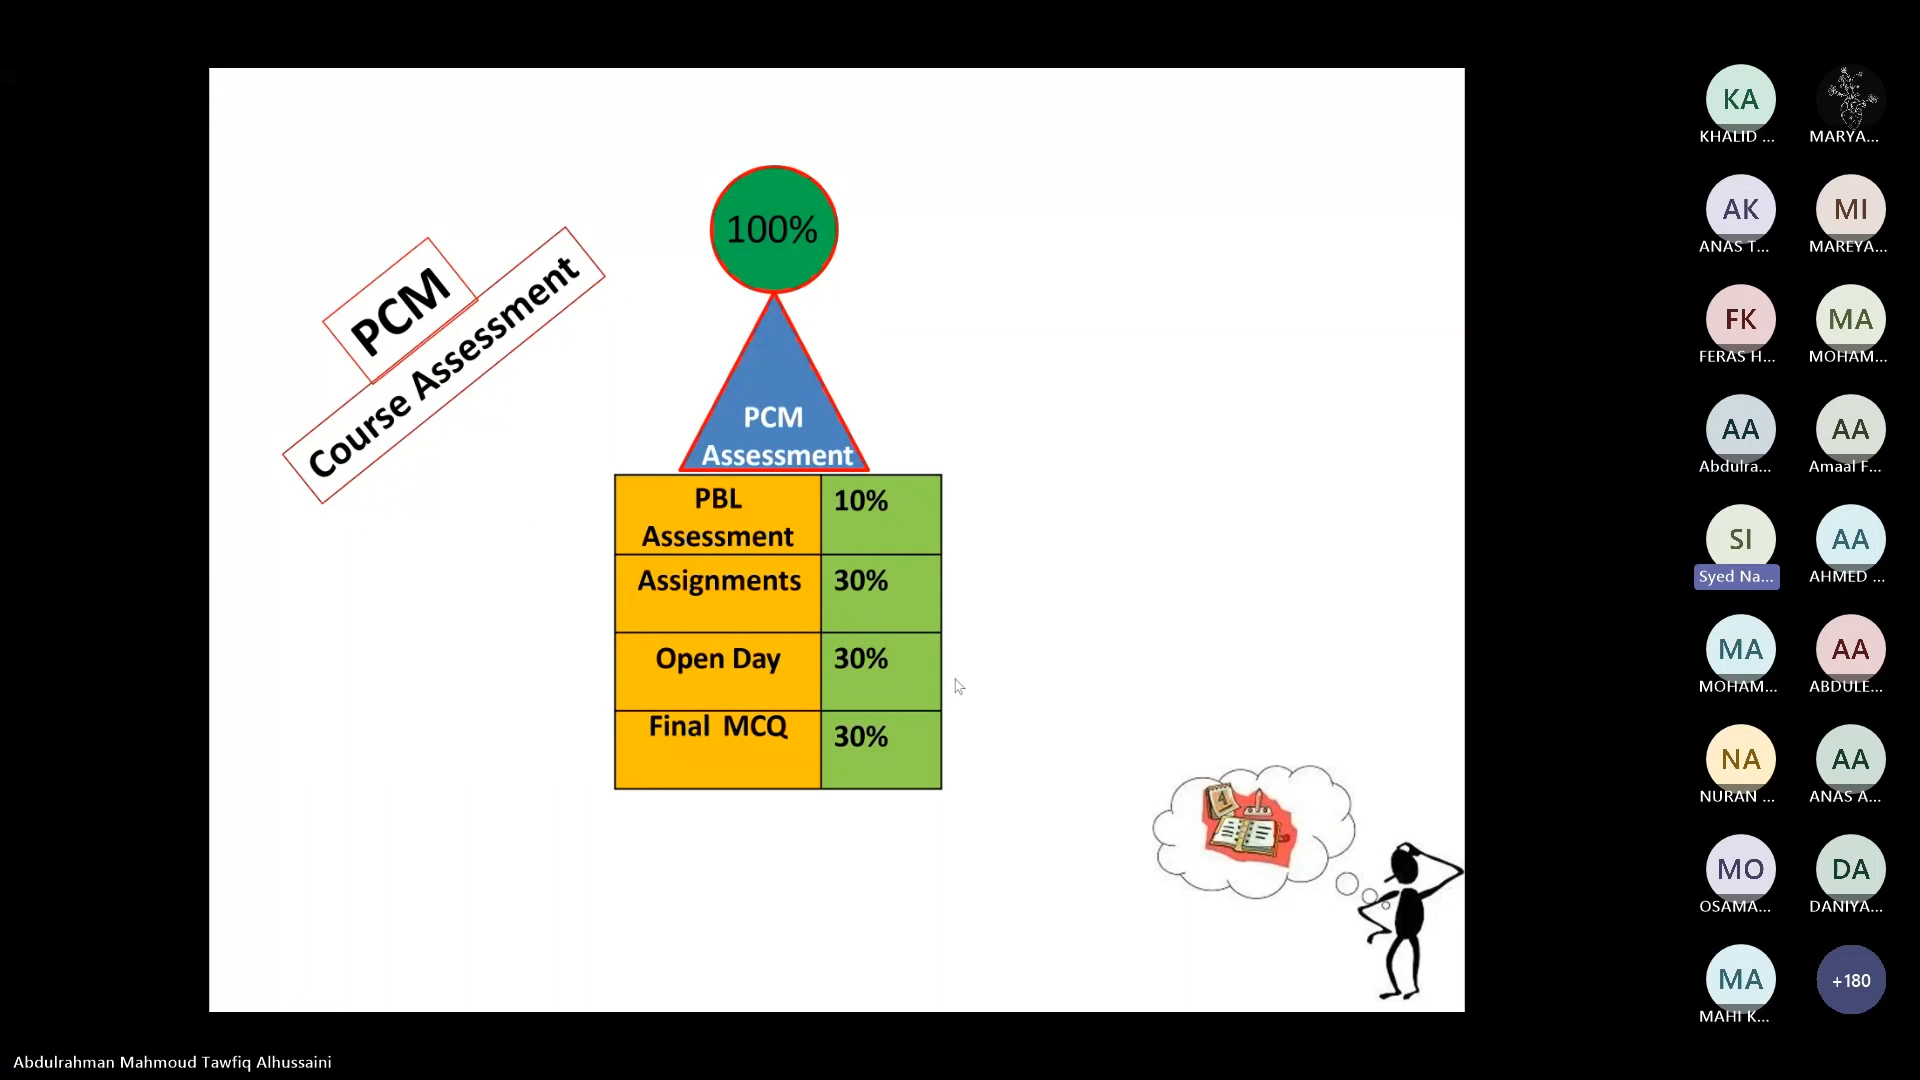 PCM
Course Assessment
100%
PCM
Assessment
PBL
Assessment
10%
Assignments
30%
Open Day
30%
Final MCQ
30%
4
KA
KHALID ...
MARYA...
AK
ANAS T...
MI
MAREYA...
FK
FERAS H...
MA
MOHAM...
AA
Abdulra...
AA
Amaal F...
SI
Syed Na...
AA
AHMED ...
MA
MOHAM...
AA
ABDULE...
NA
NURAN ...
AA
ANAS A...
MO
OSAMA...
DA
DANIYA...
MA
MAHI K...
+180
Abdulrahman Mahmoud Tawfiq Alhussaini